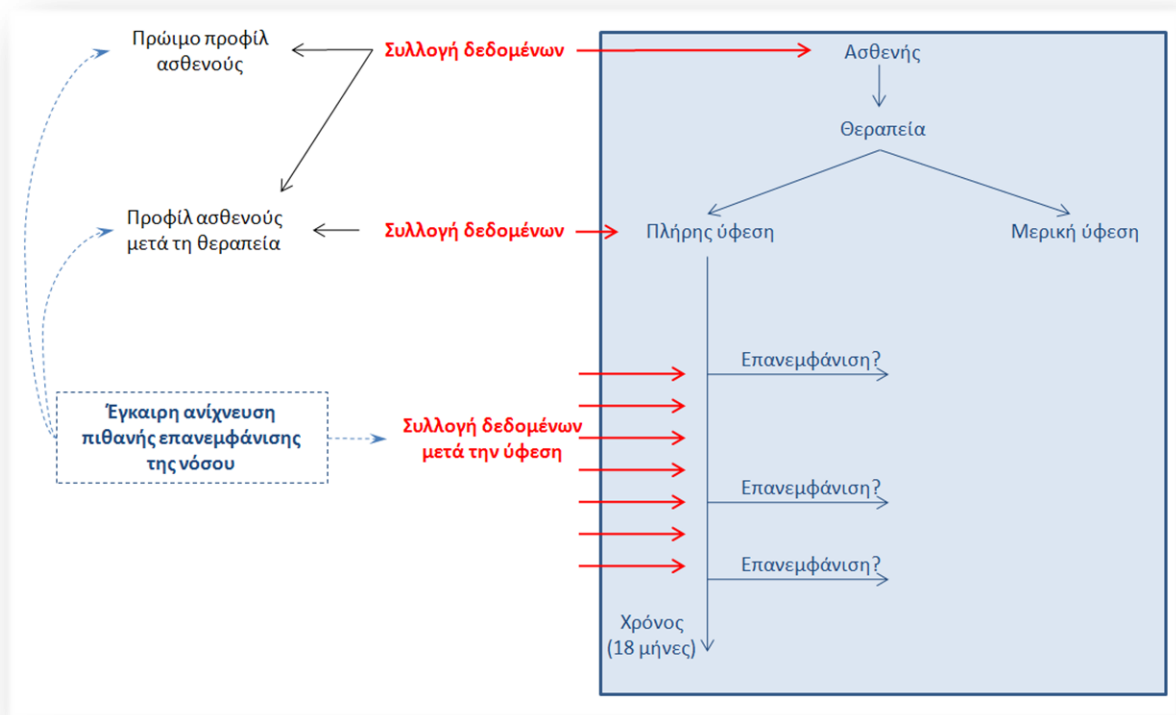 Πρώιμο προφίλ
ασθενούς
Συλλογή δεδομένων
Ασθενής
Θεραπεία
Προφίλ ασθενούς
μετά τη θεραπεία
Συλλογή δεδομένων
Πλήρης ύφεση
Μερική ύφεση
Επανεμφάνιση?
Έγκαιρη ανίχνευση
πιθανής επανεμφάνισης
της νόσου
Συλλογή δεδομένων
μετά την ύφεση
Επανεμφάνιση?
Επανεμφάνιση?
Χρόνος
(18 μήνες)